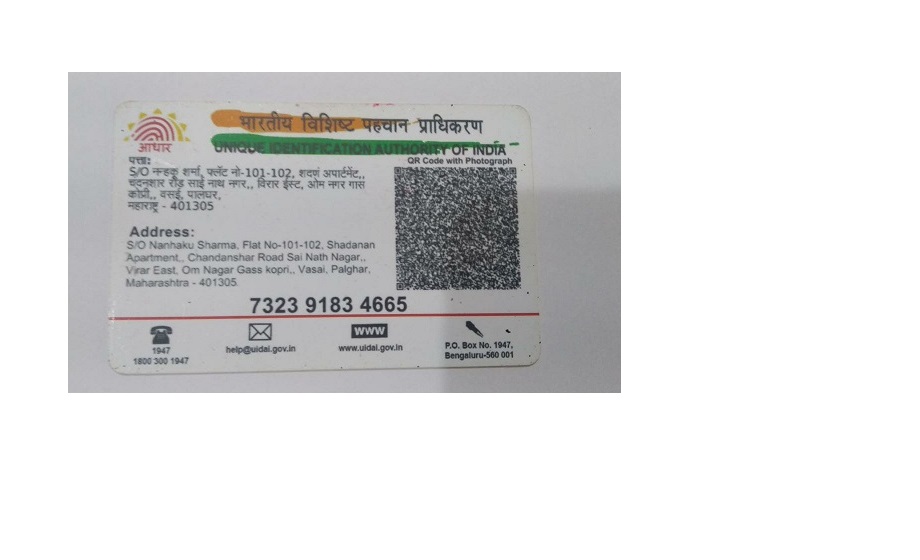 भारतीय विशिष्ट पहचान प्राधिकरण
UNIQUE IDENTIFICATION AUTHORITY OF INDIA
आधार
QR Code with Photograph
पत्ता:
S/O नन्हकू शर्मा, फ्लॅट नो-101-102, शदणं अपार्टमेंट,,
चंदनशार रोड साई नाथ नगर,, विरार ईस्ट, ओम नगर गास
कोप्री,, वसई, पालघर,
महाराष्ट्र - 401305
Address:
S/O Nanhaku Sharma, Flat No-101-102, Shadanan
Apartment,, Chandanshar Road Sai Nath Nagar,,
Virar East, Om Nagar Gass kopri,, Vasai, Palghar,
Maharashtra - 401305
7323 9183 4665
1947
1800 300 1947
help@uidai.gov.in
www
www.uidai.gov.in
P.O. Box No. 1947,
Bengaluru-560 001